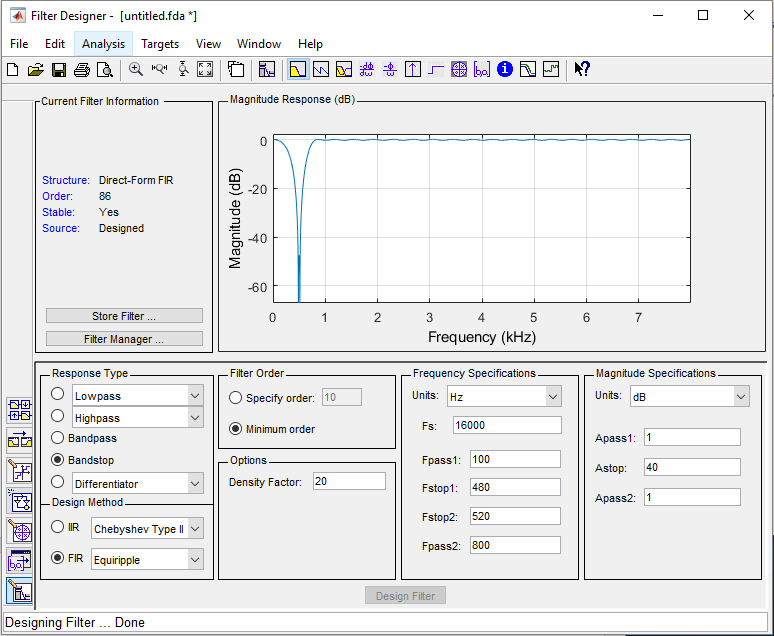 Filter Designer - [untitled.fda *]
File Edit Analysis Targets View Window Help
Current Filter Information
Structure: Direct-Form FIR
Order: 86
Stable: Yes
Source: Designed
Store Filter ...
Filter Manager ...
Magnitude Response (dB)
Magnitude (dB)
0
-20
-40
-60
0 1 2 3 4 5 6 7
Frequency (kHz)
Response Type
Lowpass
Highpass
Bandpass
Bandstop
Differentiator
Design Method
IIR Chebyshev Type II
FIR Equiripple
Filter Order
Specify order: 10
Minimum order
Options
Density Factor: 20
Frequency Specifications
Units: Hz
Fs: 16000
Fpass1: 100
Fstop1: 480
Fstop2: 520
Fpass2: 800
Magnitude Specifications
Units: dB
Apass1: 1
Astop: 40
Apass2: 1
Design Filter
Designing Filter ... Done